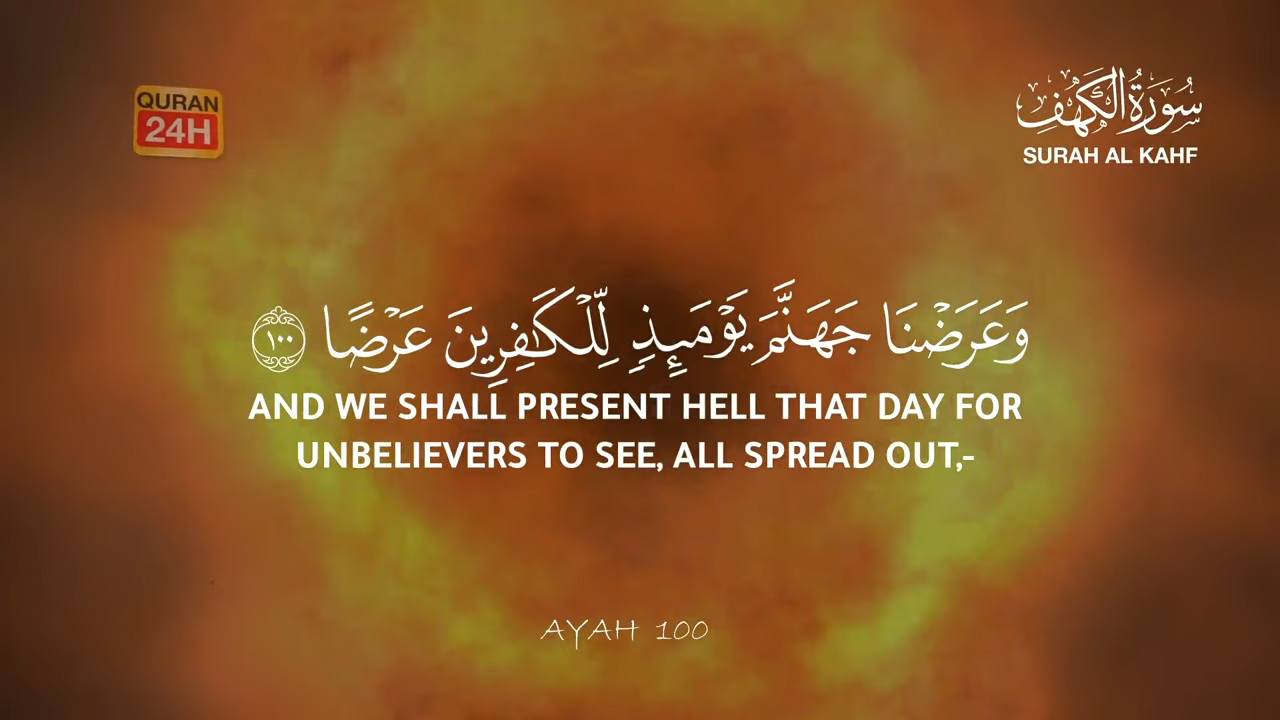 QURAN
24H
سُورَةُ الكَهْفِ
SURAH AL KAHF
وَعَرَضْنَا جَهَنَّمَ يَوْمَئِذٍ لِّلْكَٰفِرِينَ عَرْضًا ١٠٠
AND WE SHALL PRESENT HELL THAT DAY FOR
UNBELIEVERS TO SEE, ALL SPREAD OUT,-
AYAH 100